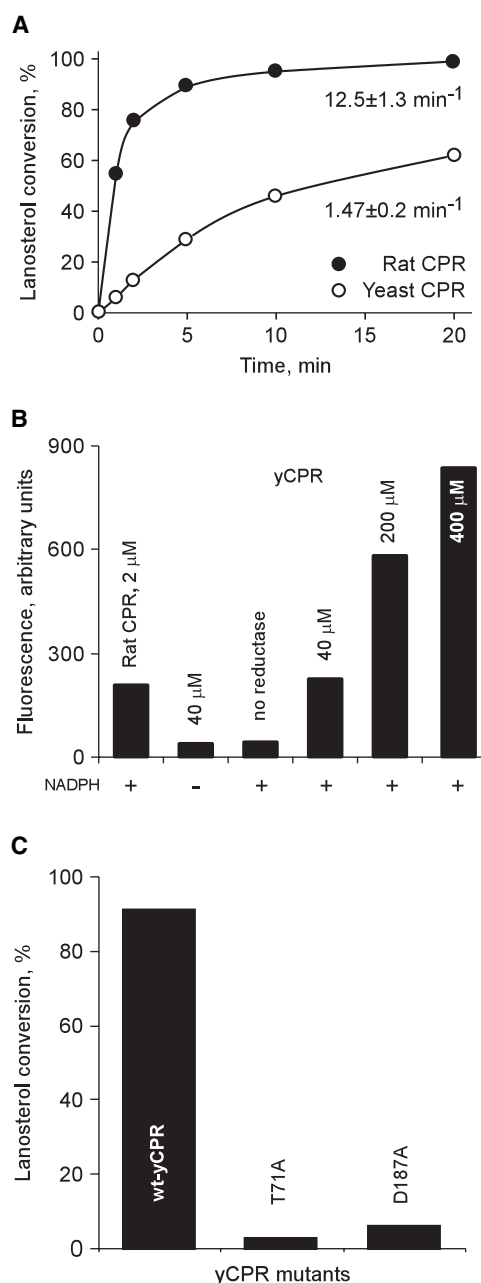 A
Lanosterol conversion, %
100
80
60
40
20
0
12.5±1.3 min-1
1.47±0.2 min-1
Rat CPR
Yeast CPR
0 5 10 15 20
Time, min
B
Fluorescence, arbitrary units
900
600
300
0
yCPR
Rat CPR, 2 μM
40 μM
no reductase
40 μM
200 μM
400 μM
NADPH + - + + + +
C
Lanosterol conversion, %
100
80
60
40
20
0
wt-yCPR
T71A
D187A
yCPR mutants